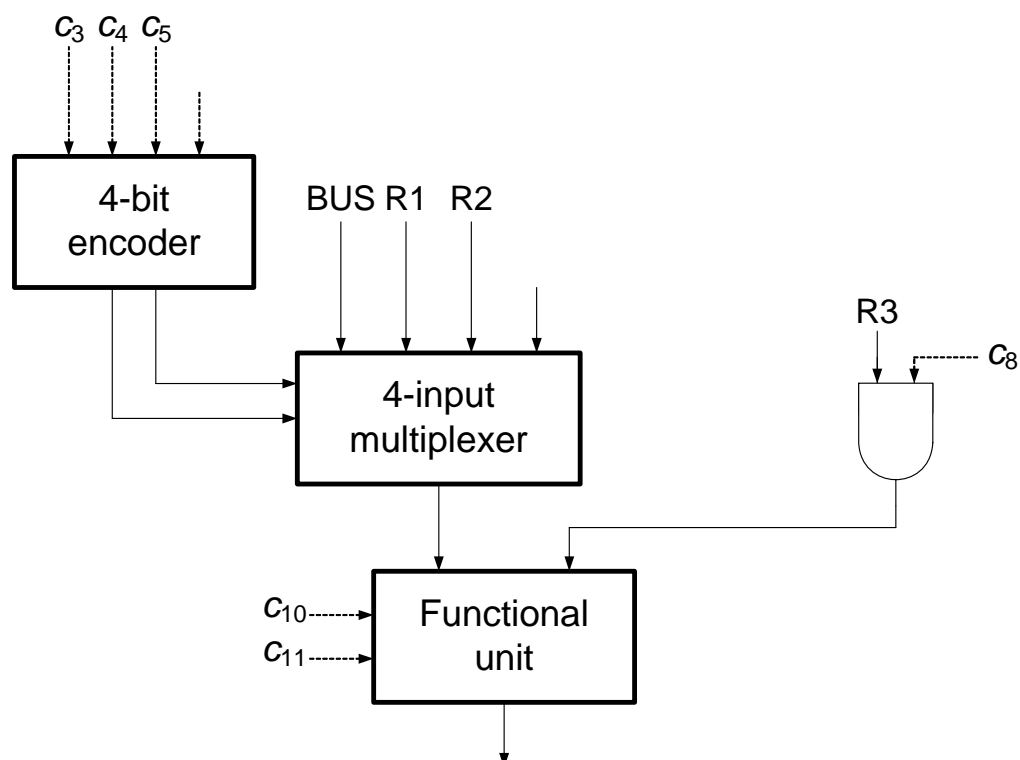 c3 c4 c5
4-bit
encoder
BUS R1 R2
R3
c8
4-input
multiplexer
c10
c11
Functional
unit